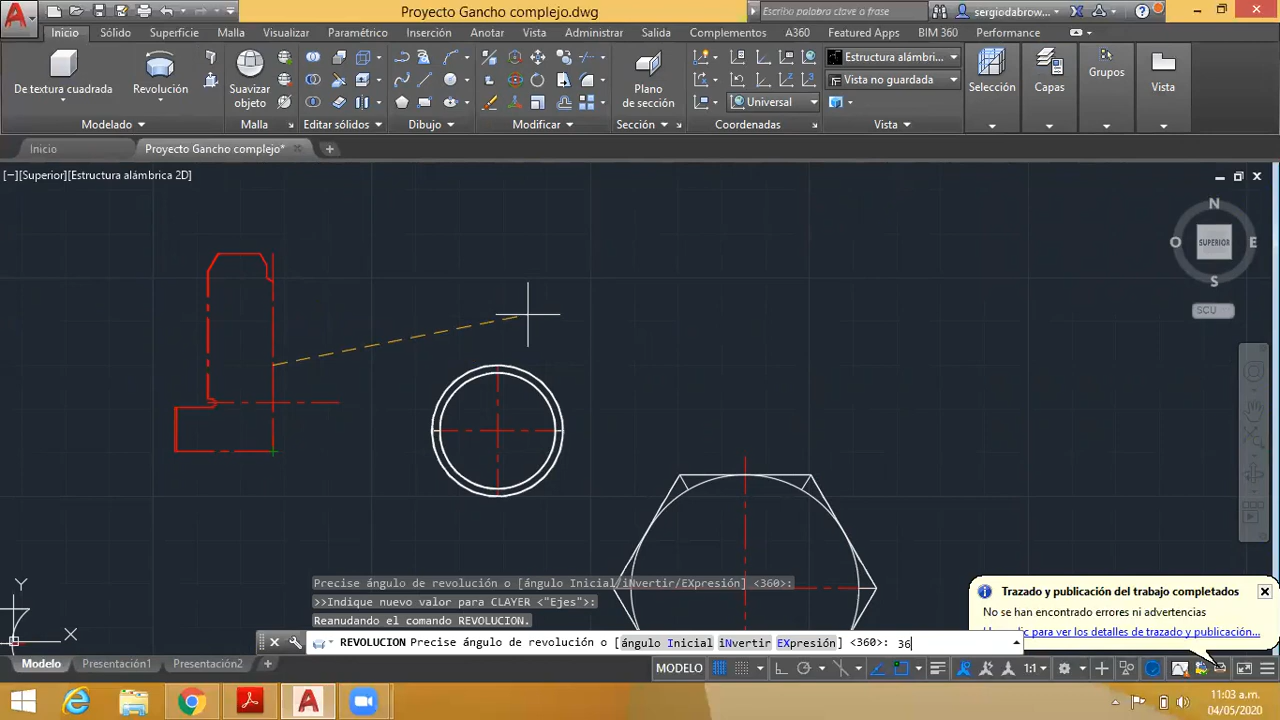 Proyecto Gancho complejo.dwg
Escribo palabra clave o frase
sergiodabrow...
Inicio Sólido Superficie Malla Visualizar Paramétrico Inserción Anotar Vista Administrar Salida Complementos A360 Featured Apps BIM 360 Performance
De textura cuadrada
Revolución
Suavizar objeto
Plano de sección
Estructura alámbri...
Vista no guardada
Universal
Selección
Capas
Grupos
Vista
Modelado
Malla
Editar sólidos
Dibujo
Modificar
Sección
Coordenadas
Vista
Inicio
Proyecto Gancho complejo*
[−][Superior][Estructura alámbrica 2D]
N
O
SUPERIOR
E
S
SCU
Y
X
Precise ángulo de revolución o [ángulo Inicial/iNvertir/EXpresión] <360>:
>>Indique nuevo valor para CLAYER <"Ejes">:
Reanudando el comando REVOLUCION.
REVOLUCION Precise ángulo de revolución o [ángulo Inicial iNvertir EXpresión] <360>: 36
Trazado y publicación del trabajo completados
No se han encontrado errores ni advertencias
clic para ver los detalles de trazado y publicación...
Modelo
Presentación1
Presentación2
MODELO
1:1
11:03 a.m.
04/05/2020